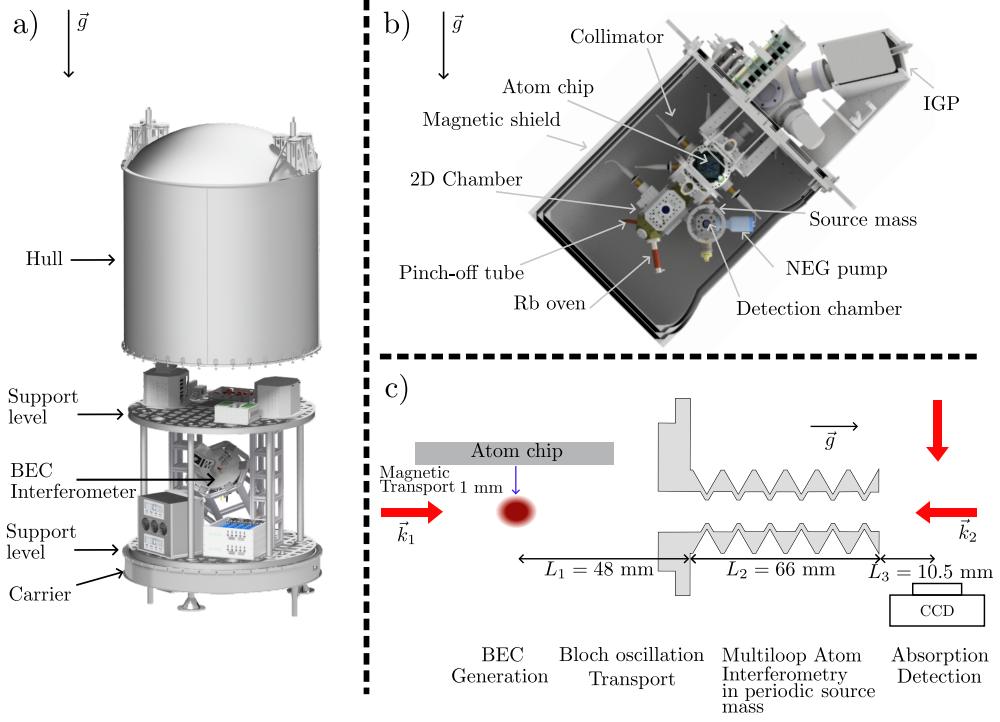 a)
g⃗
Hull
Support
level
BEC
Interferometer
Support
level
Carrier
b)
g⃗
Collimator
Atom chip
Magnetic shield
2D Chamber
Pinch-off tube
Rb oven
IGP
Source mass
NEG pump
Detection chamber
c)
Atom chip
Magnetic
Transport 1 mm
k⃗₁
g⃗
k⃗₂
L₁ = 48 mm
L₂ = 66 mm
L₃ = 10.5 mm
CCD
BEC
Generation
Bloch oscillation
Transport
Multiloop Atom
Interferometry
in periodic source
mass
Absorption
Detection